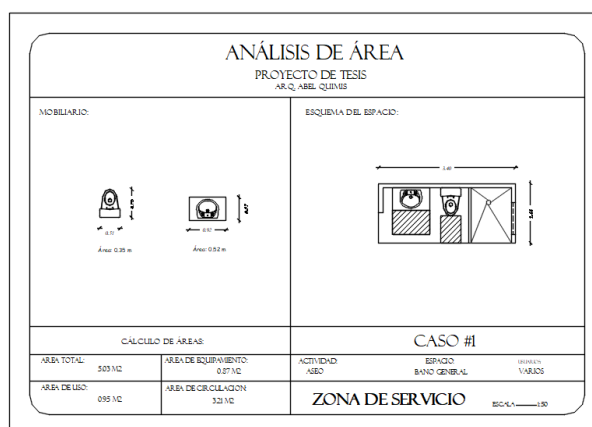 ANÁLISIS DE ÁREA
PROYECTO DE TESIS
ARQ. ABEL QUIMIS
MOBILIARIO:
ESQUEMA DEL ESPACIO:
Área: 0.35 m
Área: 0.52 m
CÁLCULO DE ÁREAS:
CASO #1
AREA TOTAL:
5.03 M2
AREA DE EQUIPAMIENTO:
0.87 M2
ACTIVIDAD:
ASEO
ESPACIO:
BANO GENERAL
USUARIOS
VARIOS
AREA DE USO:
0.95 M2
AREA DE CIRCULACION:
3.21 M2
ZONA DE SERVICIO
ESCALA 1:50